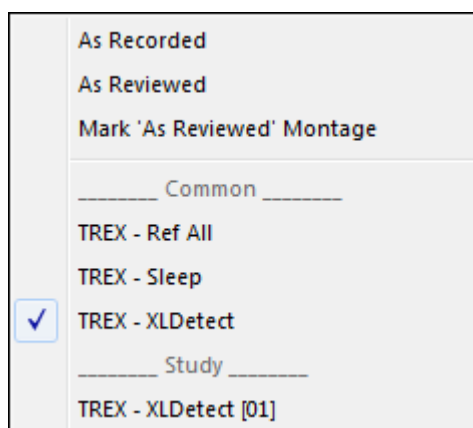 As Recorded
As Reviewed
Mark 'As Reviewed' Montage
________ Common ________
TREX - Ref All
TREX - Sleep
TREX - XLDetect
________ Study ________
TREX - XLDetect [01]